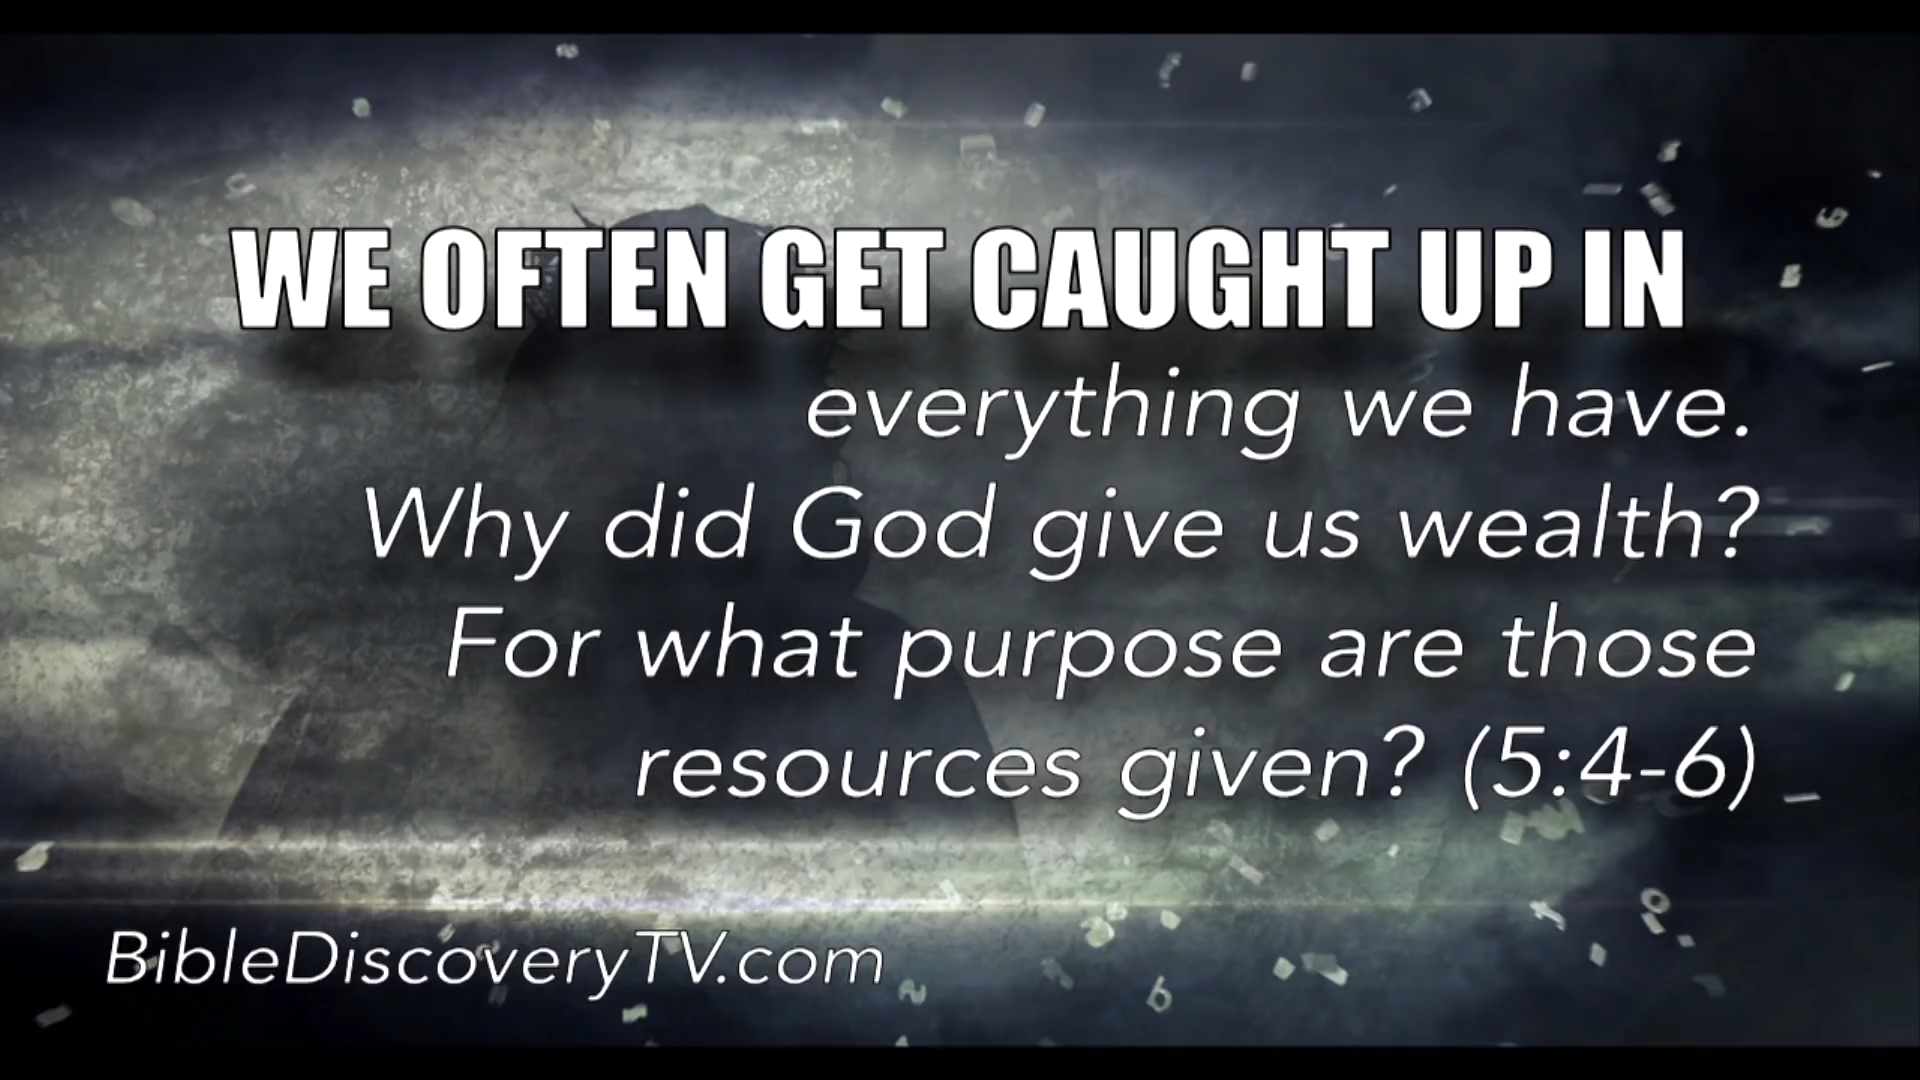 WE OFTEN GET CAUGHT UP IN
everything we have.
Why did God give us wealth?
For what purpose are those
resources given? (5:4-6)
BibleDiscoveryTV.com